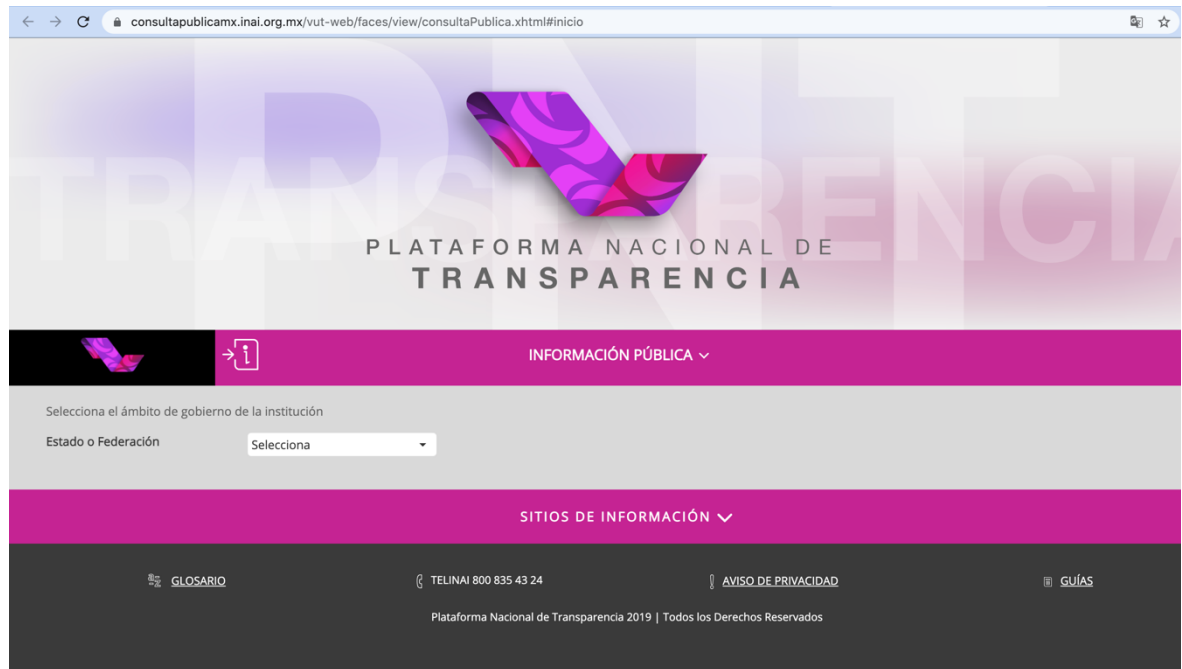 consultapublicamx.inai.org.mx/vut-web/faces/view/consultaPublica.xhtml#inicio
PNT
TRANSPARENCIA
PLATAFORMA NACIONAL DE
TRANSPARENCIA
INFORMACIÓN PÚBLICA
Selecciona el ámbito de gobierno de la institución
Estado o Federación Selecciona
SITIOS DE INFORMACIÓN
GLOSARIO TELINAI 800 835 43 24 AVISO DE PRIVACIDAD GUÍAS
Plataforma Nacional de Transparencia 2019 | Todos los Derechos Reservados